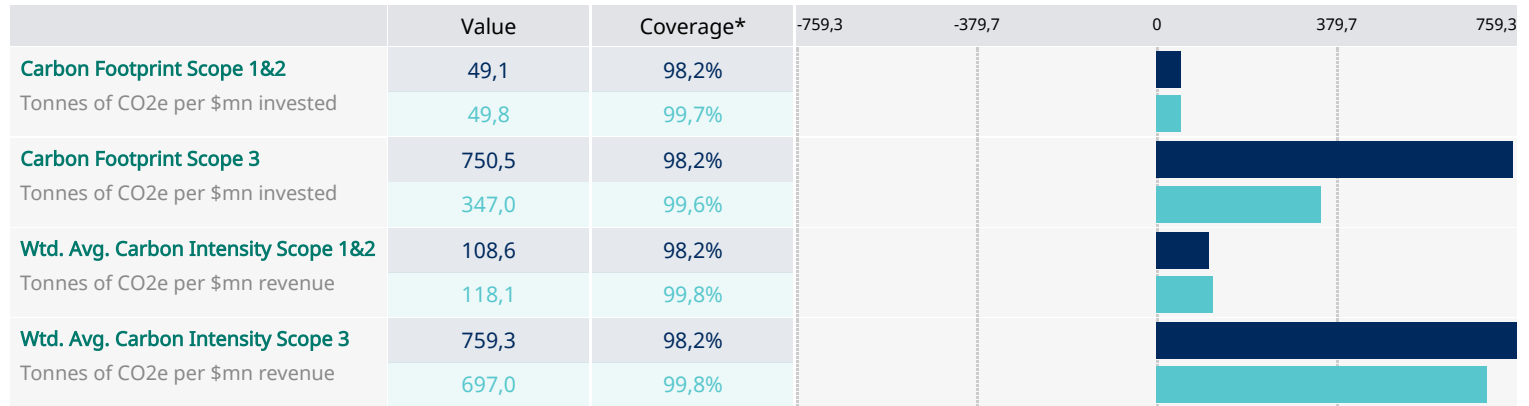 Value Coverage* -759,3 -379,7 0 379,7 759,3
Carbon Footprint Scope 1&2 49,1 98,2%
Tonnes of CO2e per $mn invested 49,8 99,7%
Carbon Footprint Scope 3 750,5 98,2%
Tonnes of CO2e per $mn invested 347,0 99,6%
Wtd. Avg. Carbon Intensity Scope 1&2 108,6 98,2%
Tonnes of CO2e per $mn revenue 118,1 99,8%
Wtd. Avg. Carbon Intensity Scope 3 759,3 98,2%
Tonnes of CO2e per $mn revenue 697,0 99,8%